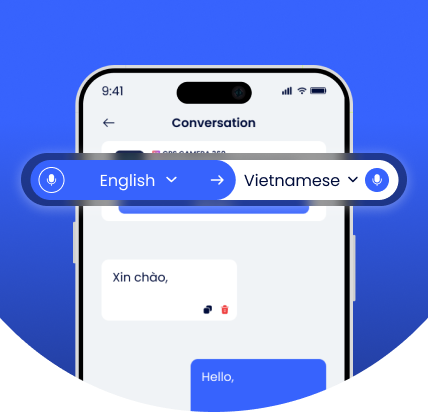 9:41
Conversation
English
Vietnamese
Xin chào,
Hello,